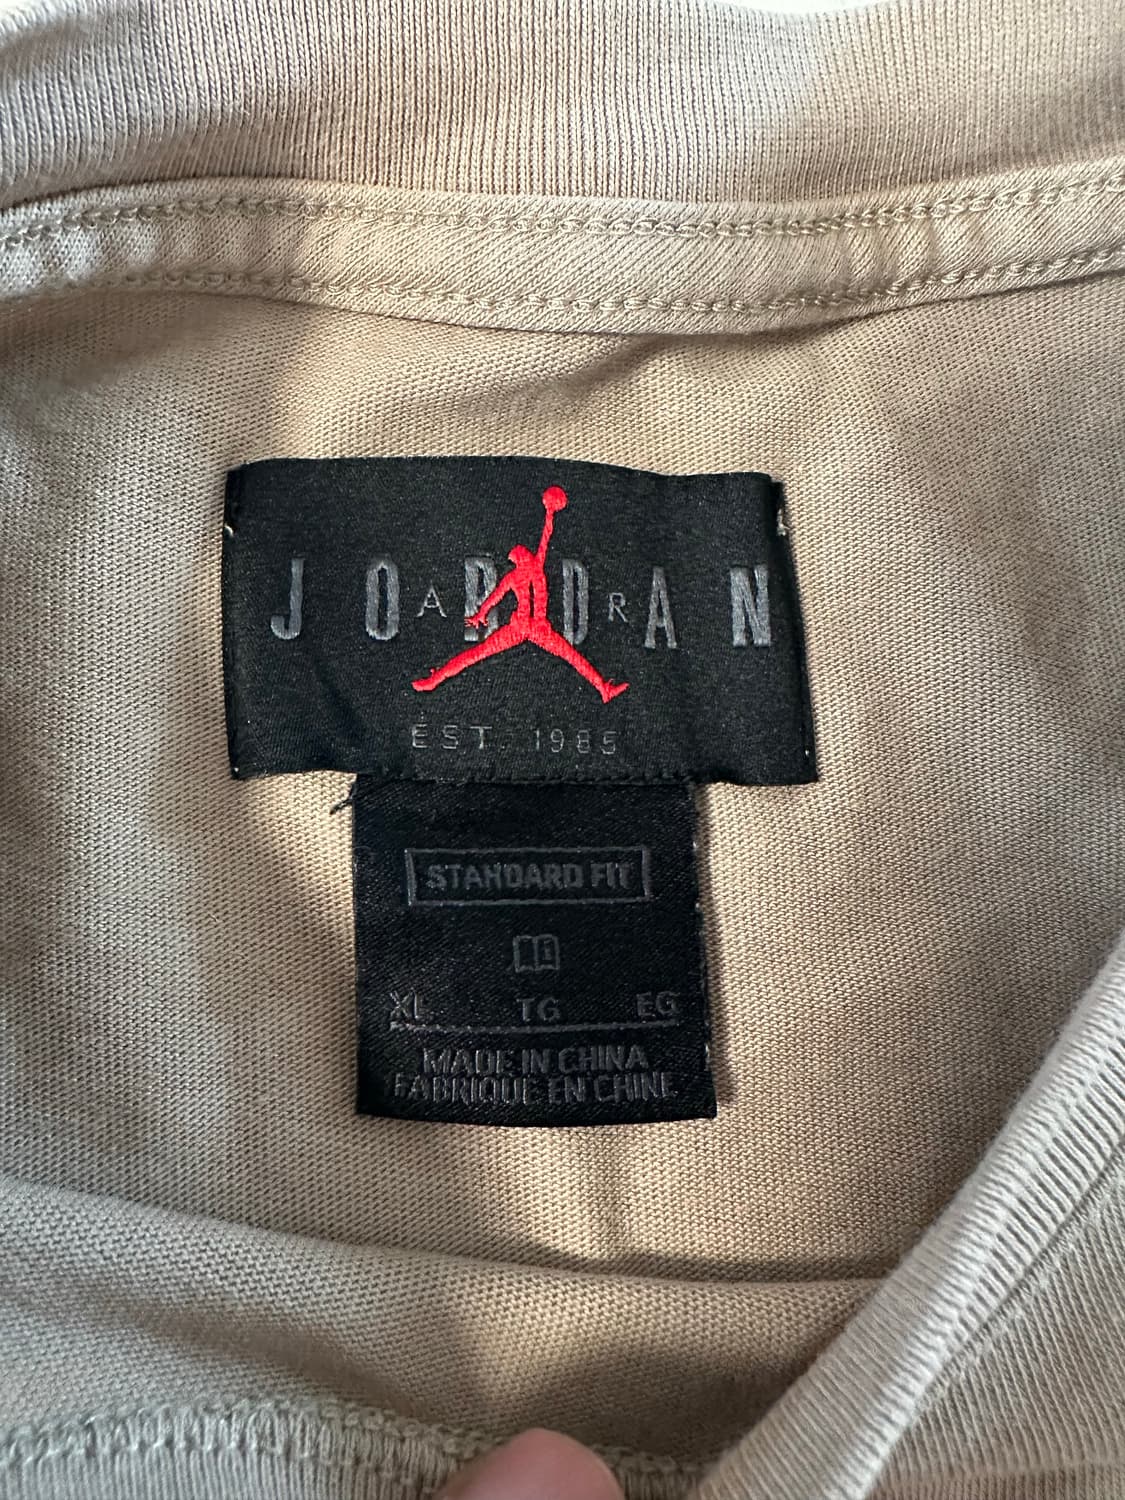 JORDAN
AIR
EST. 1985
STANDARD FIT
XL TG EG
MADE IN CHINA
FABRIQUE EN CHINE